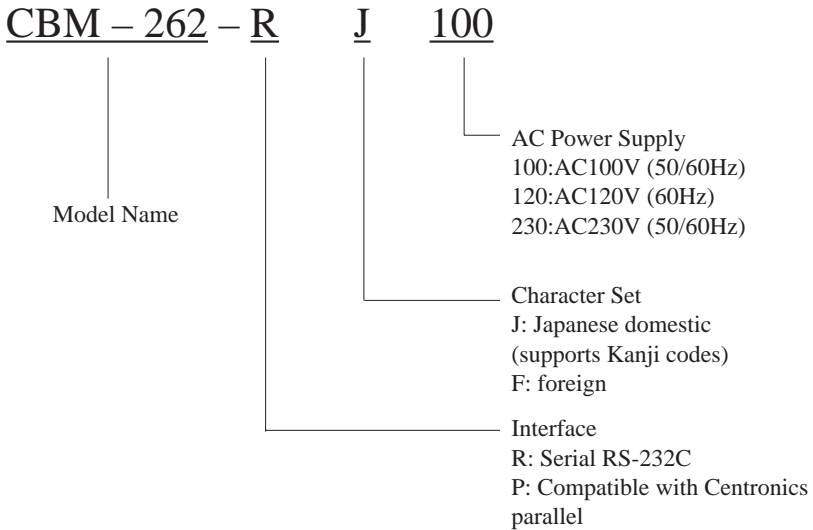 CBM – 262 – R J 100
AC Power Supply
100:AC100V (50/60Hz)
120:AC120V (60Hz)
230:AC230V (50/60Hz)
Model Name
Character Set
J: Japanese domestic
(supports Kanji codes)
F: foreign
Interface
R: Serial RS-232C
P: Compatible with Centronics
parallel